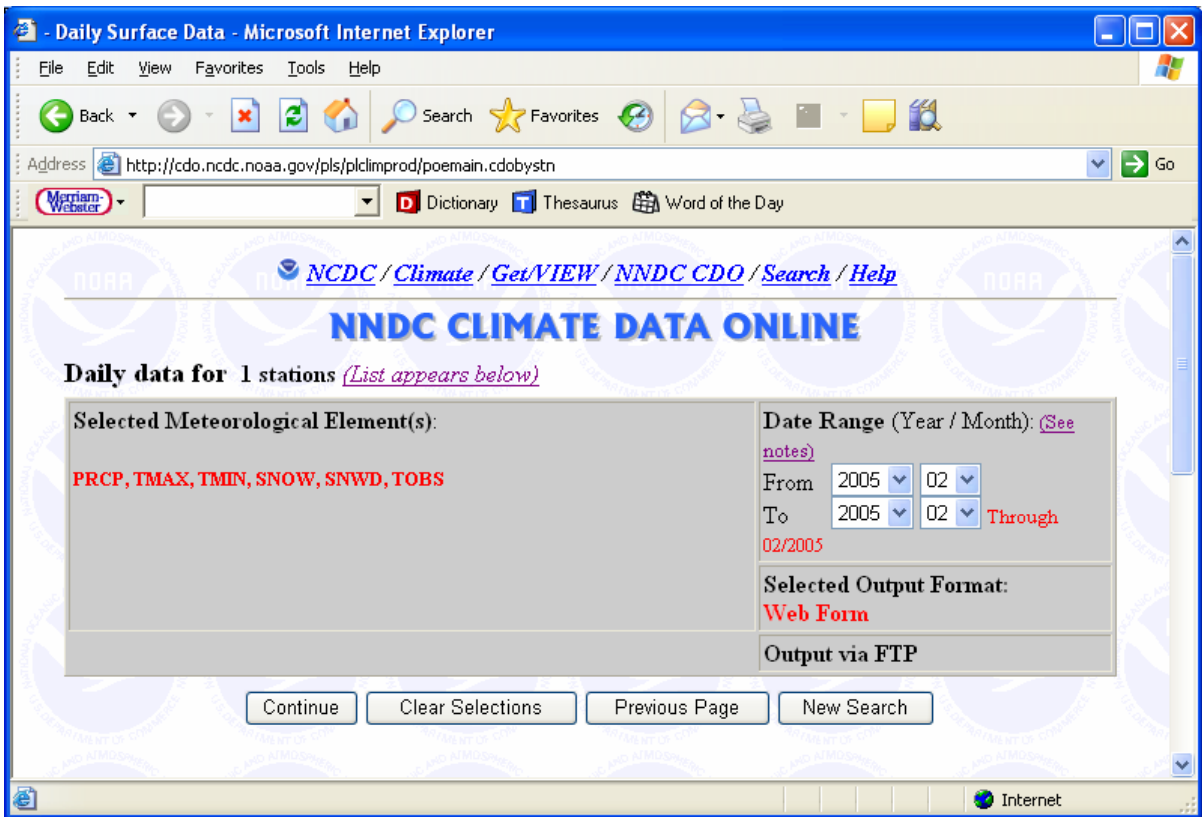 - Daily Surface Data - Microsoft Internet Explorer
File Edit View Favorites Tools Help
Back Search Favorites
Address http://cdo.ncdc.noaa.gov/pls/plclimprod/poemain.cdobystn Go
Merriam-Webster Dictionary Thesaurus Word of the Day
NCDC / Climate / Get/VIEW / NNDC CDO / Search / Help
NNDC CLIMATE DATA ONLINE
Daily data for 1 stations (List appears below)
Selected Meteorological Element(s):
PRCP, TMAX, TMIN, SNOW, SNWD, TOBS
Date Range (Year / Month): (See
notes)
From 2005 02
To 2005 02 Through
02/2005
Selected Output Format:
Web Form
Output via FTP
Continue Clear Selections Previous Page New Search
Internet